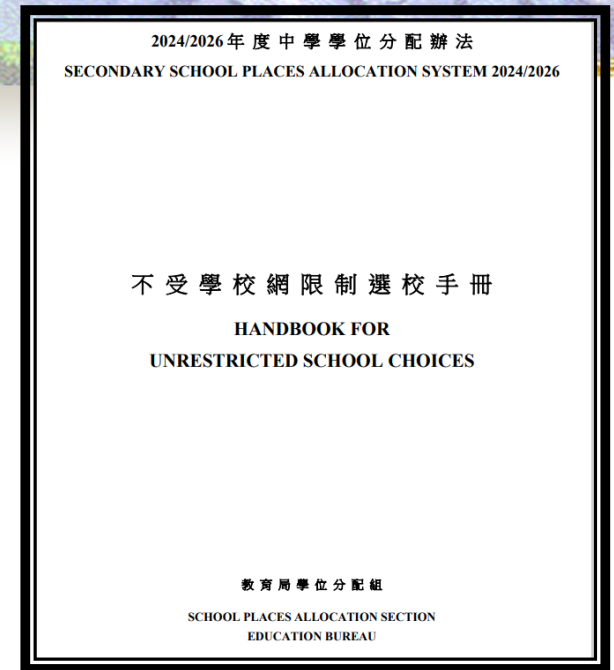 2024/2026年度中學學位分配辦法
SECONDARY SCHOOL PLACES ALLOCATION SYSTEM 2024/2026
不受學校網限制選校手冊
HANDBOOK FOR
UNRESTRICTED SCHOOL CHOICES
教育局學位分配組
SCHOOL PLACES ALLOCATION SECTION
EDUCATION BUREAU